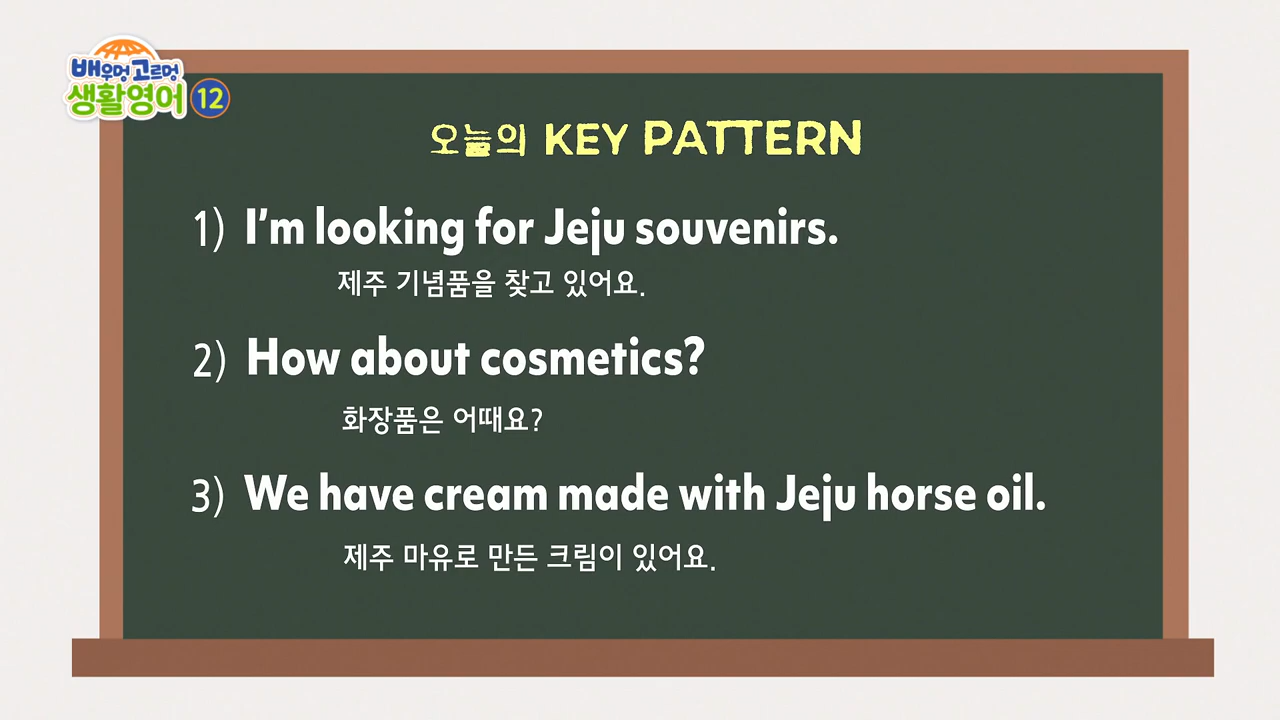 배우멍 고르멍
생활영어 12
오늘의 KEY PATTERN
1) I'm looking for Jeju souvenirs.
제주 기념품을 찾고 있어요.
2) How about cosmetics?
화장품은 어때요?
3) We have cream made with Jeju horse oil.
제주 마유로 만든 크림이 있어요.